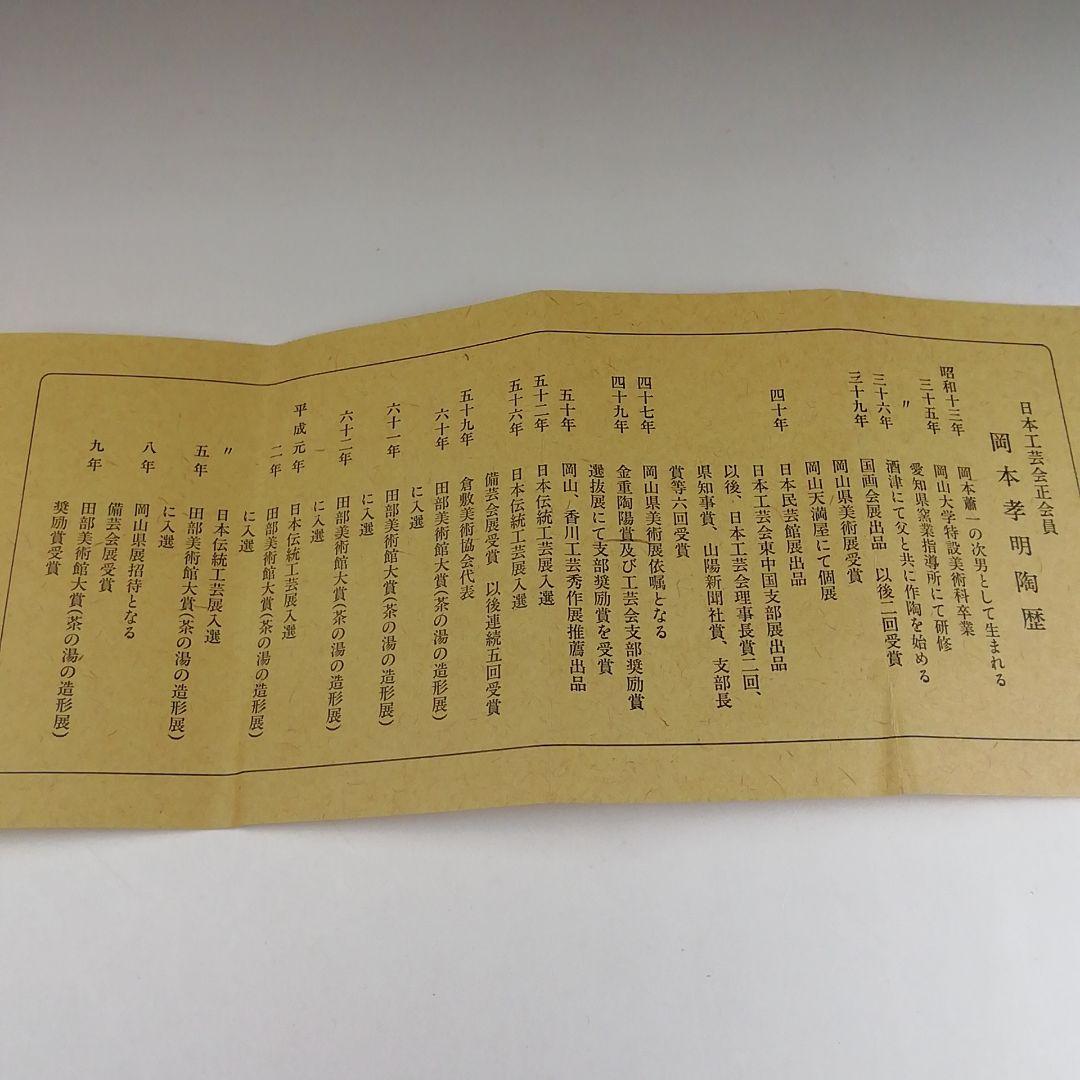 日本工芸会正会員
岡本孝明陶歴
昭和十三年 岡本蕭一の次男として生まれる
三十五年 岡山大学特設美術科卒業
〃 愛知県窯業指導所にて研修
三十六年 酒津にて父と共に作陶を始める
三十九年 国画会展出品 以後二回受賞
岡山県美術展受賞
岡山天満屋にて個展
四十年 日本民芸館展出品
日本工芸会東中国支部展出品
以後、日本工芸会理事長賞二回、
県知事賞、山陽新聞社賞、支部長
賞等六回受賞
四十七年 岡山県美術展依嘱となる
四十九年 金重陶陽賞及び工芸会支部奨励賞
選抜展にて支部奨励賞を受賞
五十年 岡山、香川工芸秀作展推薦出品
五十二年 日本伝統工芸展入選
五十六年 日本伝統工芸展入選
備芸会展受賞 以後連続五回受賞
五十九年 倉敷美術協会代表
六十年 田部美術館大賞(茶の湯の造形展)
に入選
六十一年 田部美術館大賞(茶の湯の造形展)
に入選
六十二年 田部美術館大賞(茶の湯の造形展)
に入選
平成元年 日本伝統工芸展入選
二年 田部美術館大賞(茶の湯の造形展)
に入選
〃 日本伝統工芸展入選
五年 田部美術館大賞(茶の湯の造形展)
に入選
八年 岡山県展招待となる
備芸会展受賞
九年 田部美術館大賞(茶の湯の造形展)
奨励賞受賞